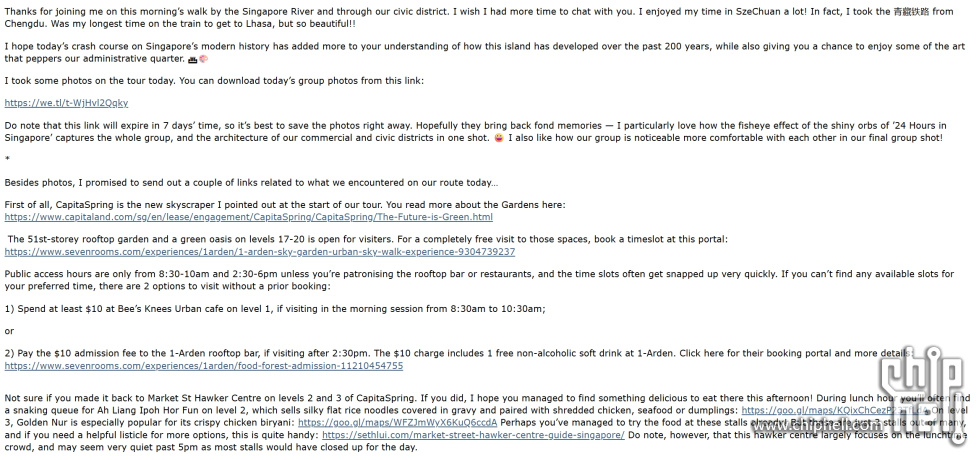 Thanks for joining me on this morning's walk by the Singapore River and through our civic district. I wish I had more time to chat with you. I enjoyed my time in SzeChuan a lot! In fact, I took the 青藏铁路 from
Chengdu. Was my longest time on the train to get to Lhasa, but so beautiful!!
I hope today's crash course on Singapore's modern history has added more to your understanding of how this island has developed over the past 200 years, while also giving you a chance to enjoy some of the art
that peppers our administrative quarter.
I took some photos on the tour today. You can download today's group photos from this link:
https://we.tl/t-WjHvl2Qqky
Do note that this link will expire in 7 days' time, so it's best to save the photos right away. Hopefully they bring back fond memories — I particularly love how the fisheye effect of the shiny orbs of '24 Hours in
Singapore' captures the whole group, and the architecture of our commercial and civic districts in one shot. 😀 I also like how our group is noticeable more comfortable with each other in our final group shot!
*
Besides photos, I promised to send out a couple of links related to what we encountered on our route today…
First of all, CapitaSpring is the new skyscraper I pointed out at the start of our tour. You read more about the Gardens here:
https://www.capitaland.com/sg/en/lease/engagement/CapitaSpring/CapitaSpring/The-Future-is-Green.html
The 51st-storey rooftop garden and a green oasis on levels 17-20 is open for visiters. For a completely free visit to those spaces, book a timeslot at this portal:
https://www.sevenrooms.com/experiences/1arden/1-arden-sky-garden-urban-sky-walk-experience-9304739237
Public access hours are only from 8:30-10am and 2:30-6pm unless you're patronising the rooftop bar or restaurants, and the time slots often get snapped up very quickly. If you can't find any available slots for
your preferred time, there are 2 options to visit without a prior booking:
1) Spend at least $10 at Bee's Knees Urban cafe on level 1, if visiting in the morning session from 8:30am to 10:30am;
or
2) Pay the $10 admission fee to the 1-Arden rooftop bar, if visiting after 2:30pm. The $10 charge includes 1 free non-alcoholic soft drink at 1-Arden. Click here for their booking portal and more details:
https://www.sevenrooms.com/experiences/1arden/food-forest-admission-11210454755
Not sure if you made it back to Market St Hawker Centre on levels 2 and 3 of CapitaSpring. If you did, I hope you managed to find something delicious to eat there this afternoon! During lunch hour you'll often find
a snaking queue for Ah Liang Ipoh Hor Fun on level 2, which sells silky flat rice noodles covered in gravy and paired with shredded chicken, seafood or dumplings: On level
3, Golden Nur is especially popular for its crispy chicken biryani: https://goo.gl/maps/WFZJmWyX6KuQ6ccdA Perhaps you've managed to try the food at these stalls already! But these are just 2 stalls out of many,
and if you need a helpful listicle for more options, this is quite handy: https://sethlui.com/market-street-hawker-centre-guide-singapore/ Do note, however, that this hawker centre largely focuses on the lunchtime
crowd, and may seem very quiet past 5pm as most stalls would have closed up for the day.
chip
hell
www.chiphell.com